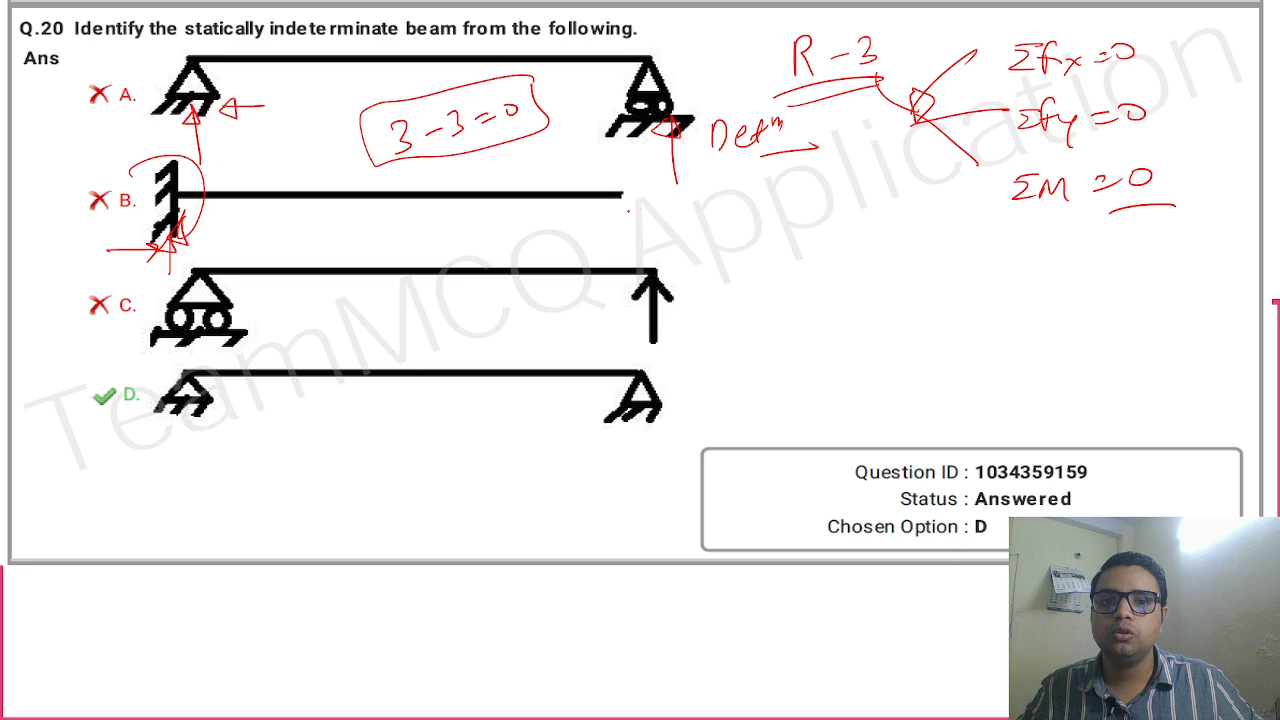 Q.20 Identify the statically indeterminate beam from the following.
Ans
A.
B.
C.
D.
3 - 3 = 0
R - 3
Σfx = 0
Σfy = 0
ΣM = 0
Detⁿ
TeamMCQ Application
Question ID : 1034359159
Status : Answered
Chosen Option : D